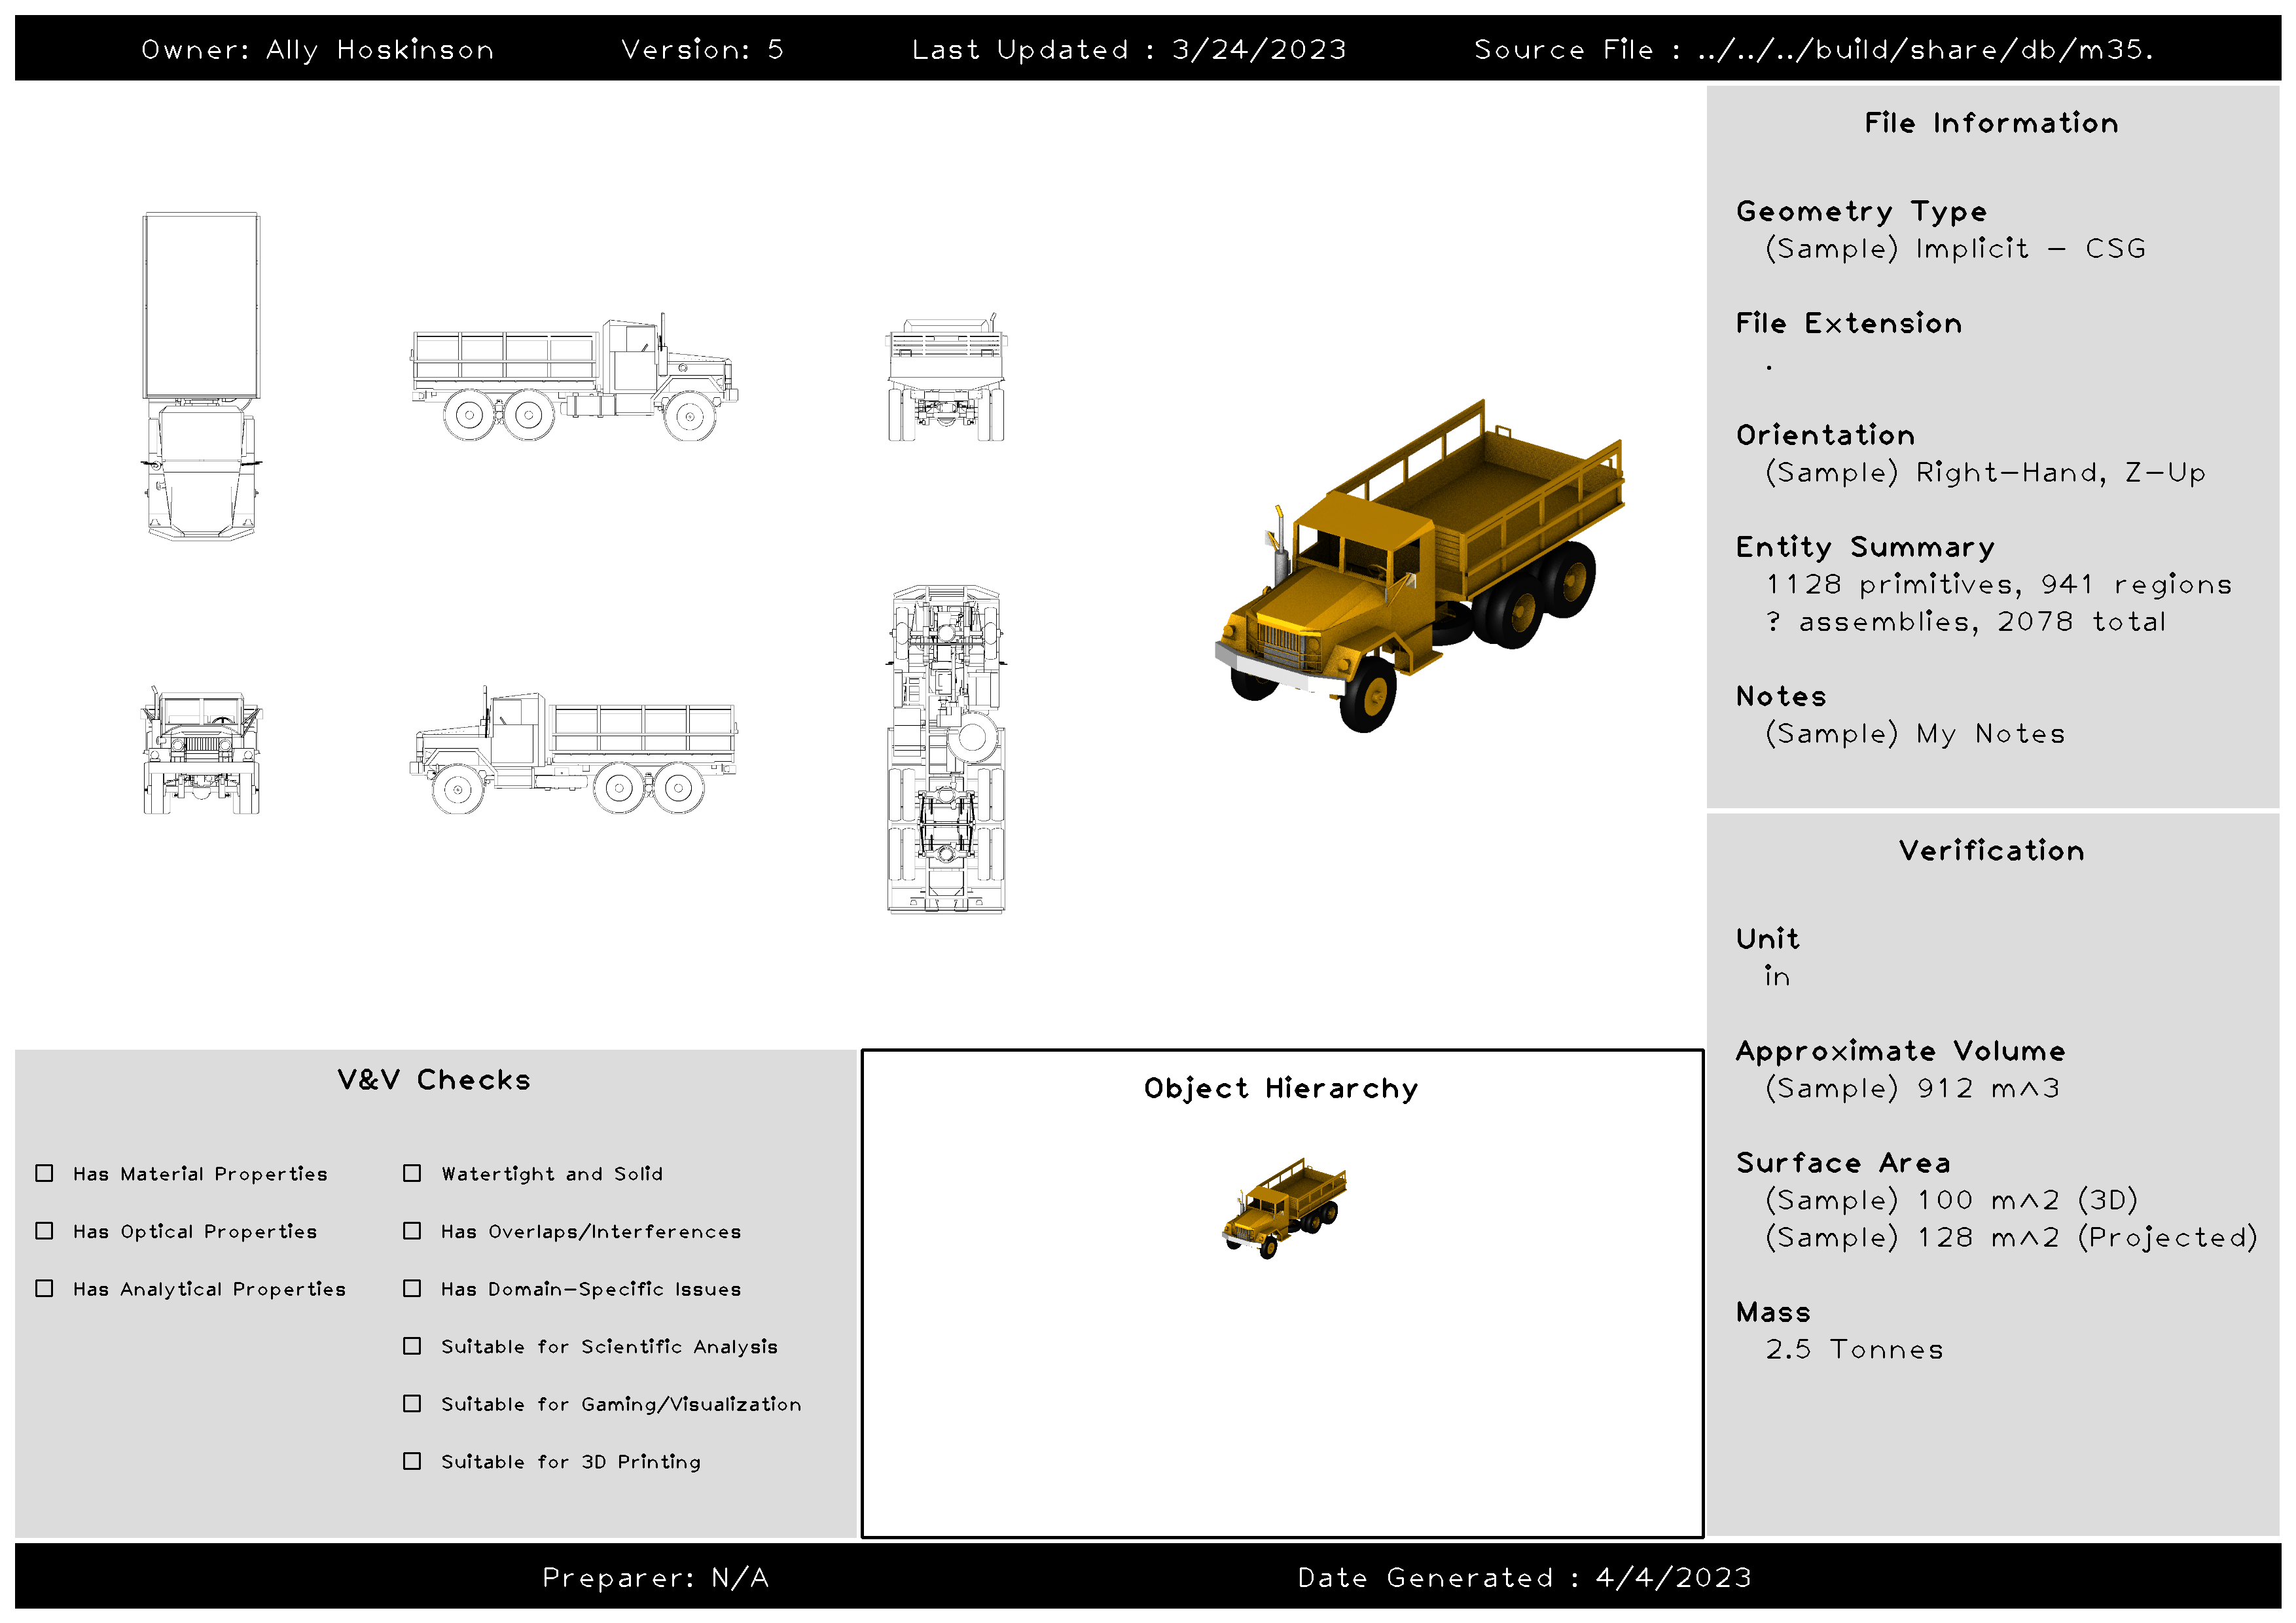 Owner: Ally Hoskinson Version: 5 Last Updated : 3/24/2023 Source File : ../../../build/share/db/m35.
File Information
Geometry Type
(Sample) Implicit - CSG
File Extension
.
Orientation
(Sample) Right-Hand, Z-Up
Entity Summary
1128 primitives, 941 regions
? assemblies, 2078 total
Notes
(Sample) My Notes
Verification
Unit
in
Approximate Volume
(Sample) 912 m^3
Surface Area
(Sample) 100 m^2 (3D)
(Sample) 128 m^2 (Projected)
Mass
2.5 Tonnes
V&V Checks
Has Material Properties
Has Optical Properties
Has Analytical Properties
Watertight and Solid
Has Overlaps/Interferences
Has Domain-Specific Issues
Suitable for Scientific Analysis
Suitable for Gaming/Visualization
Suitable for 3D Printing
Object Hierarchy
Preparer: N/A Date Generated : 4/4/2023